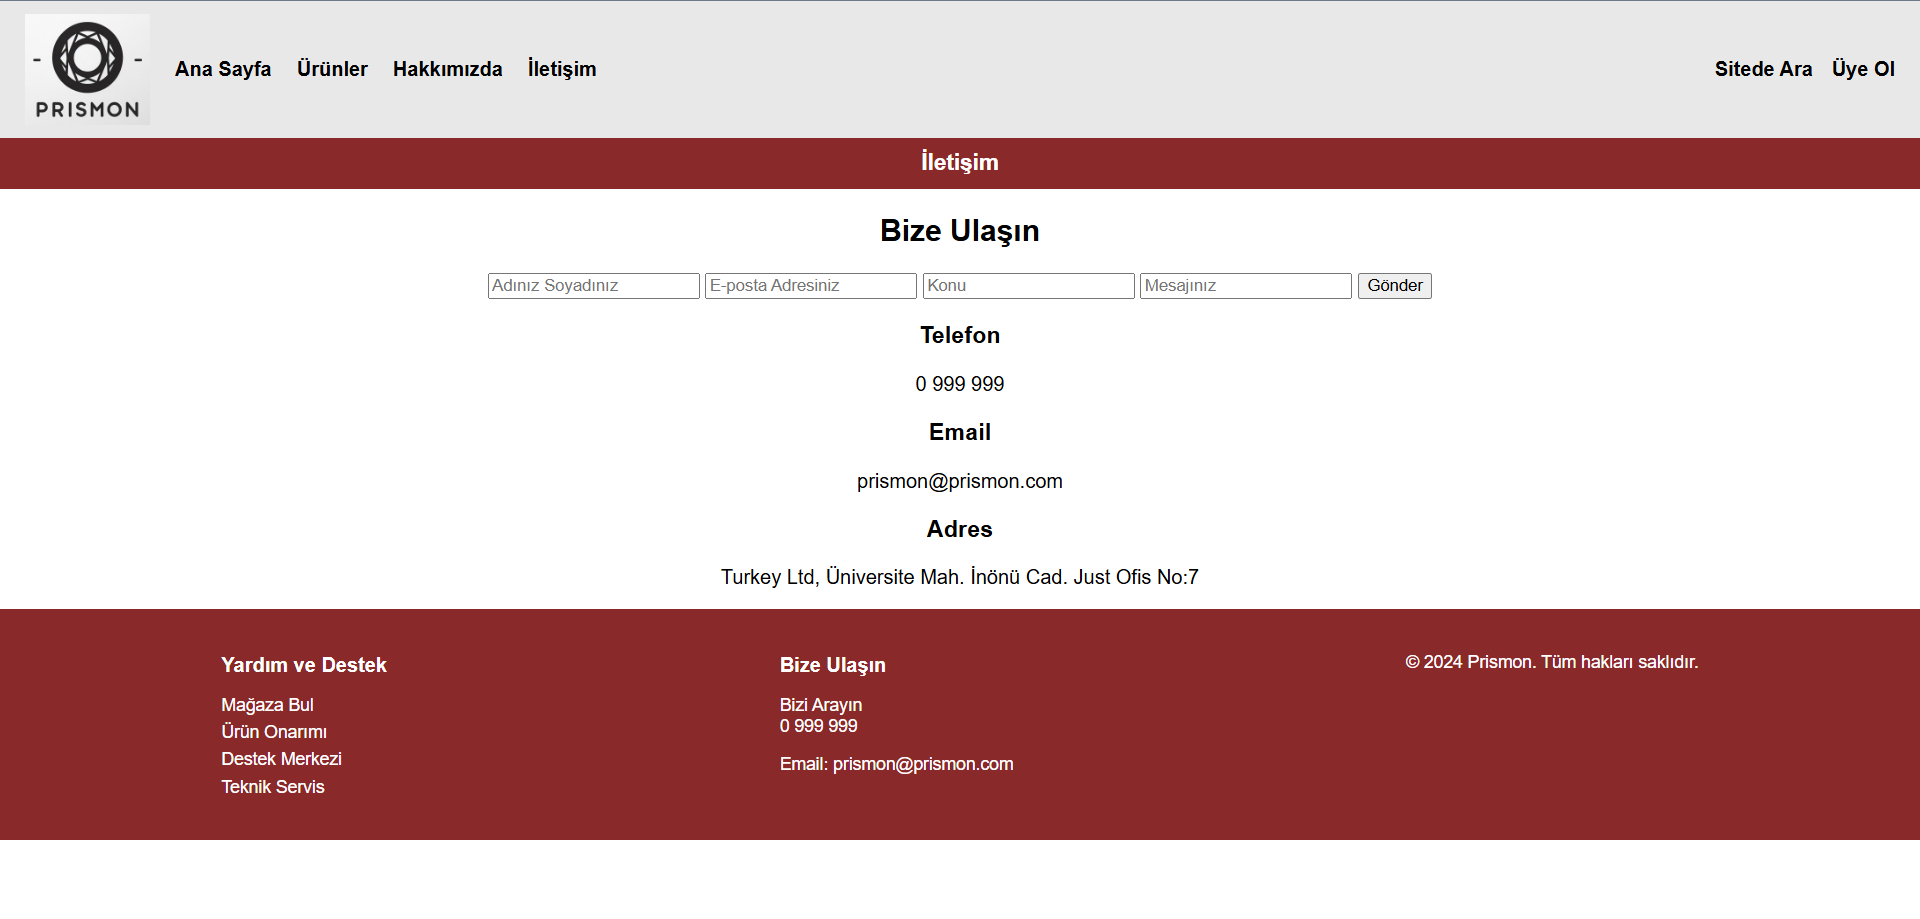 - -
PRISMON
Ana Sayfa Ürünler Hakkımızda İletişim Sitede Ara Üye Ol
İletişim
Bize Ulaşın
Adınız Soyadınız E-posta Adresiniz Konu Mesajınız Gönder
Telefon
0 999 999
Email
prismon@prismon.com
Adres
Turkey Ltd, Üniversite Mah. İnönü Cad. Just Ofis No:7
Yardım ve Destek
Mağaza Bul
Ürün Onarımı
Destek Merkezi
Teknik Servis
Bize Ulaşın
Bizi Arayın
0 999 999
Email: prismon@prismon.com
© 2024 Prismon. Tüm hakları saklıdır.